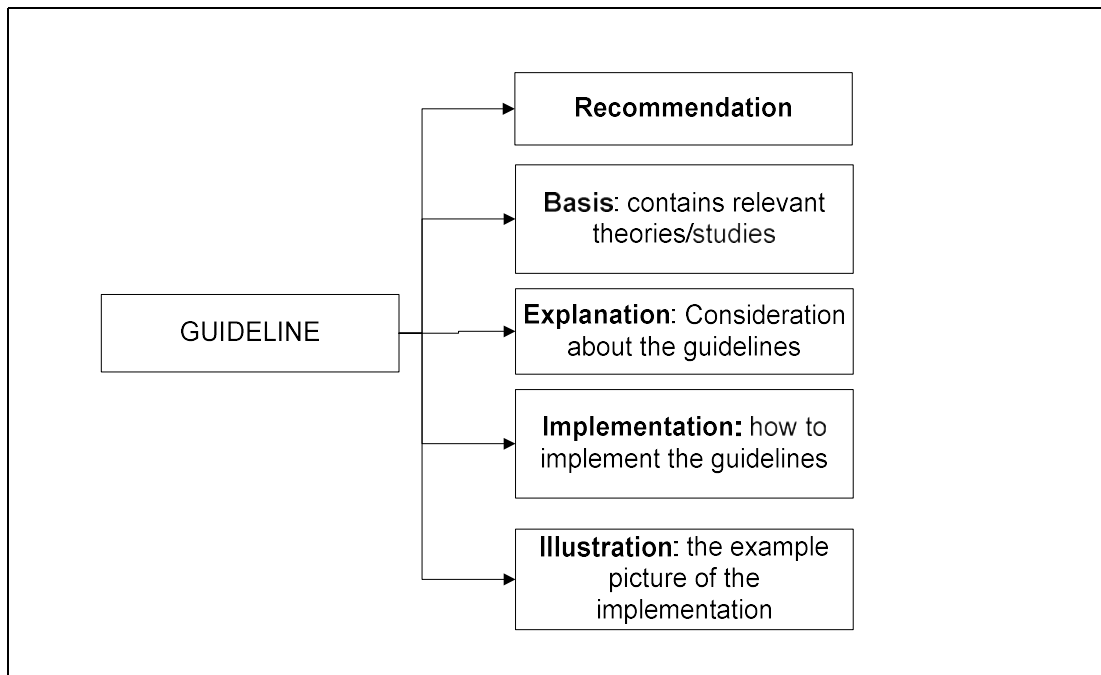 Recommendation
Basis: contains relevant
theories/studies
GUIDELINE
Explanation: Consideration
about the guidelines
Implementation: how to
implement the guidelines
Illustration: the example
picture of the
implementation